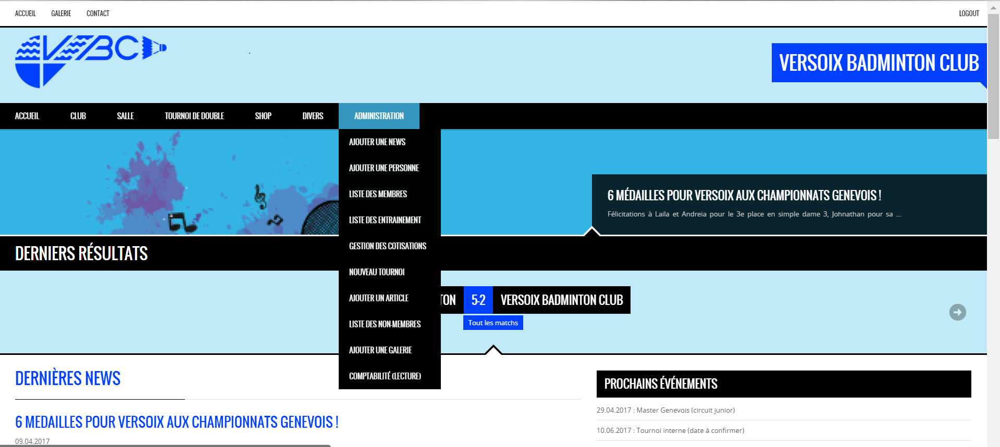 ACCUEIL GALERIE CONTACT LOGOUT
VBC
VERSOIX BADMINTON CLUB
ACCUEIL CLUB SALLE TOURNOI DE DOUBLE SHOP DIVERS ADMINISTRATION
AJOUTER UNE NEWS
AJOUTER UNE PERSONNE
LISTE DES MEMBRES
LISTE DES ENTRAINEMENT
GESTION DES COTISATIONS
NOUVEAU TOURNOI
AJOUTER UN ARTICLE
LISTE DES NON-MEMBRES
AJOUTER UNE GALERIE
COMPTABILITÉ (LECTURE)
6 MÉDAILLES POUR VERSOIX AUX CHAMPIONNATS GENEVOIS !
Félicitations à Laila et Andreia pour le 3e place en simple dame 3, Johnathan pour sa ...
DERNIERS RÉSULTATS
5-2 VERSOIX BADMINTON CLUB
Tout les matchs
DERNIÈRES NEWS
6 MEDAILLES POUR VERSOIX AUX CHAMPIONNATS GENEVOIS !
09.04.2017
PROCHAINS ÉVÉNEMENTS
29.04.2017 : Master Genevois (circuit junior)
10.06.2017 : Tournoi interne (date à confirmer)